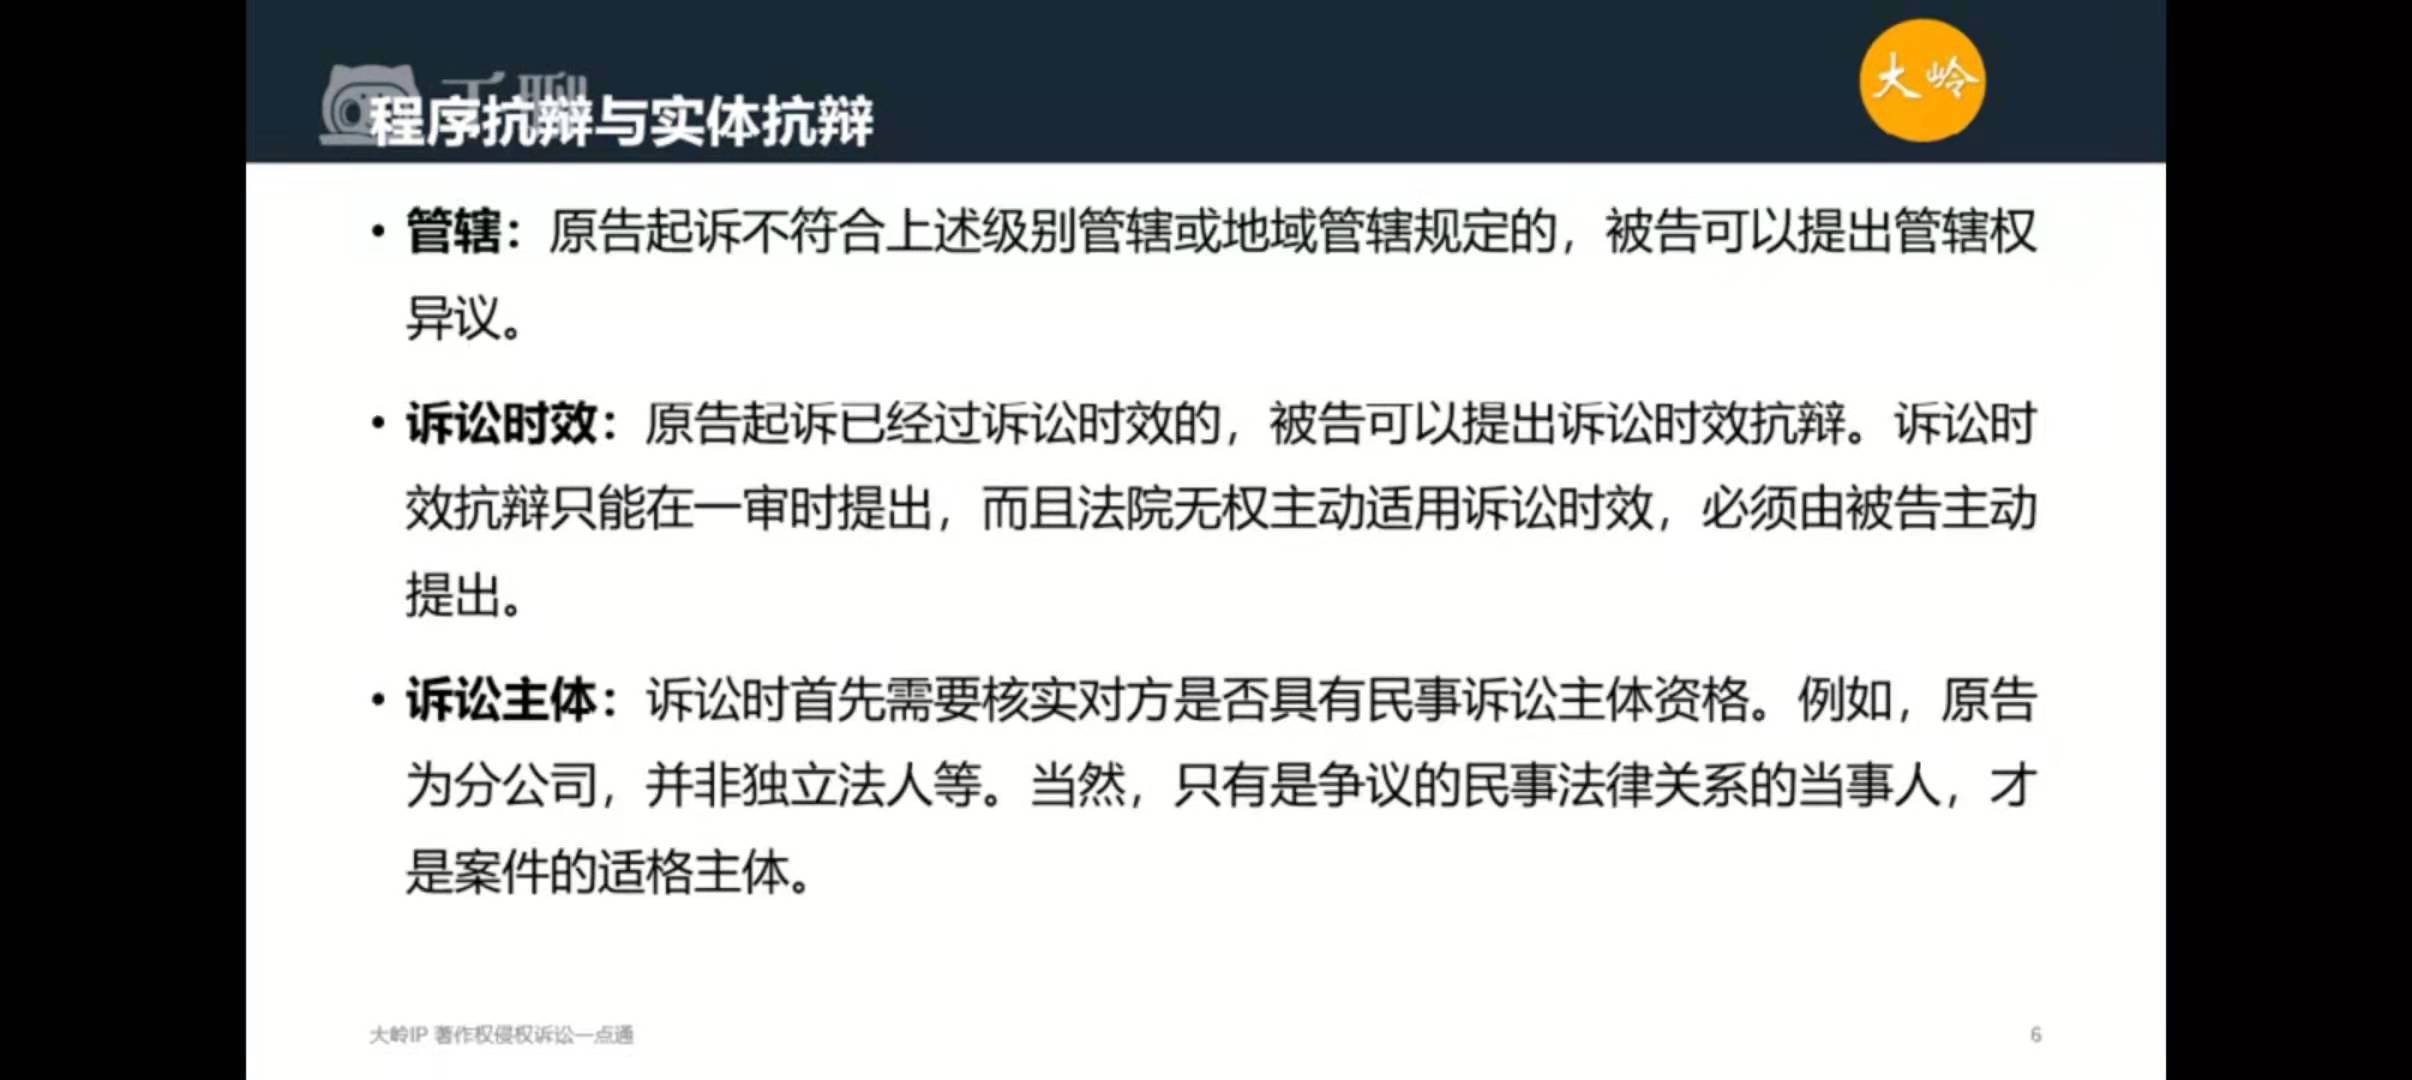 千聊
大岭
程序抗辩与实体抗辩
• 管辖：原告起诉不符合上述级别管辖或地域管辖规定的，被告可以提出管辖权
异议。
• 诉讼时效：原告起诉已经过诉讼时效的，被告可以提出诉讼时效抗辩。诉讼时
效抗辩只能在一审时提出，而且法院无权主动适用诉讼时效，必须由被告主动
提出。
• 诉讼主体：诉讼时首先需要核实对方是否具有民事诉讼主体资格。例如，原告
为分公司，并非独立法人等。当然，只有是争议的民事法律关系的当事人，才
是案件的适格主体。
大岭IP 著作权侵权诉讼一点通
6